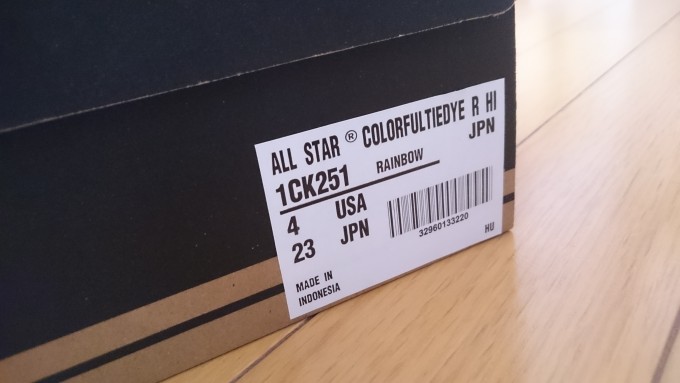 ALL STAR ® COLORFULTIEDYE R HI
JPN
1CK251 RAINBOW
4 USA
23 JPN
32960133220
MADE IN
INDONESIA
HU